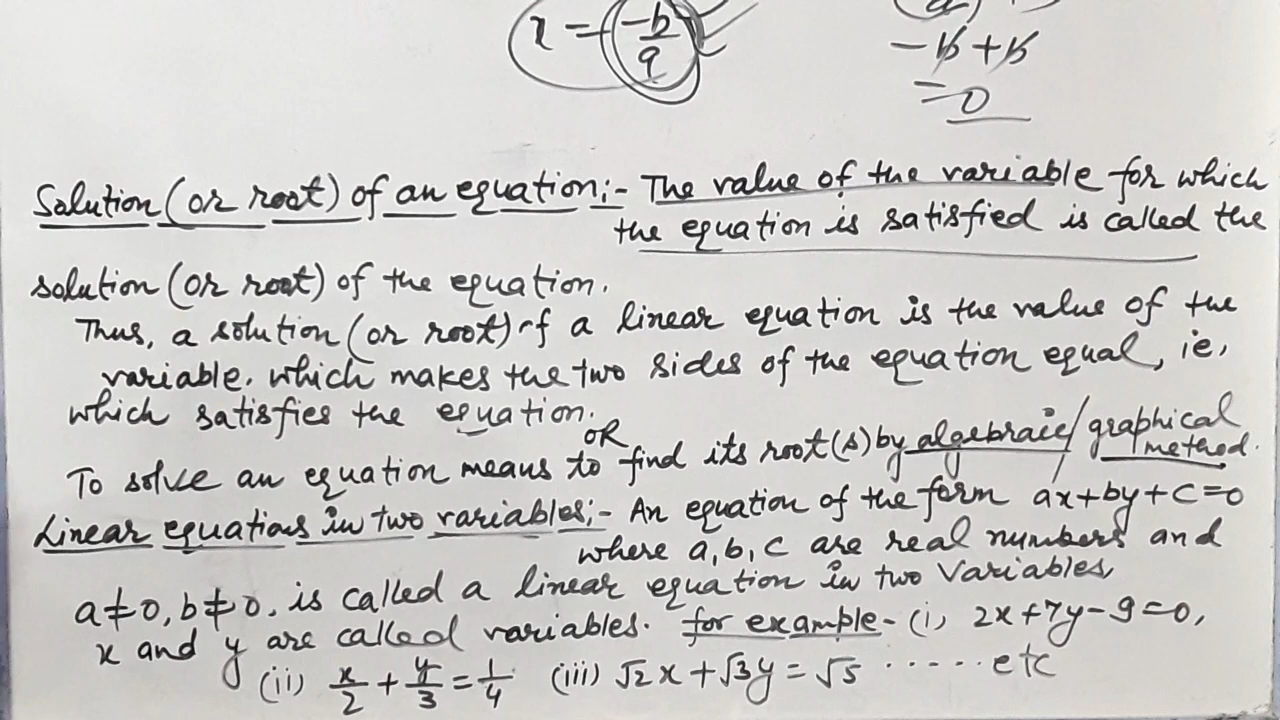 x = -b/a
-b + b
= 0
Solution (or root) of an equation:- The value of the variable for which
the equation is satisfied is called the
solution (or root) of the equation.
Thus, a solution (or root) of a linear equation is the value of the
variable. which makes the two sides of the equation equal, ie,
which satisfies the equation.
OR
To solve an equation means to find its root(s) by algebraic/graphical
method.
Linear equations in two variables:- An equation of the form ax+by+c=0
where a, b, c are real numbers and
a≠0, b≠0. is called a linear equation in two variables,
x and y are called variables. for example- (i) 2x+7y-9=0,
(ii) x/2 + y/3 = 1/4 (iii) √2x+√3y=√5 ...... etc